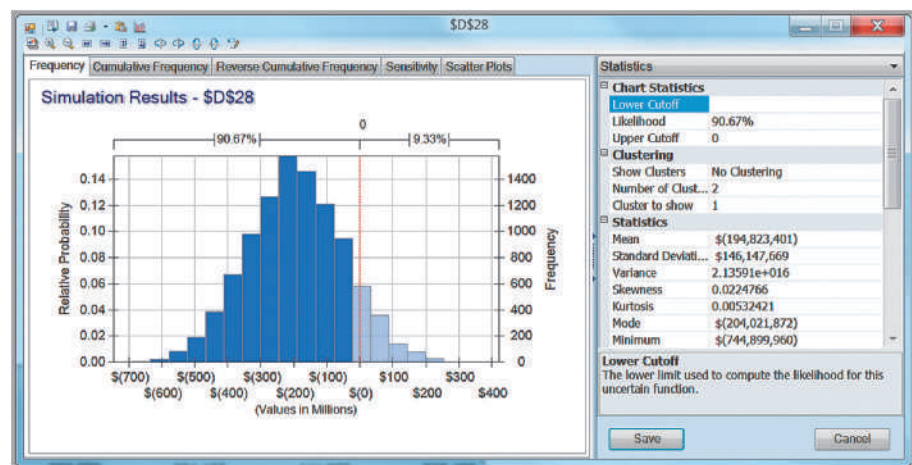 $D$28
Frequency Cumulative Frequency Reverse Cumulative Frequency Sensitivity Scatter Plots
Simulation Results - $D$28
0
90.67% 9.33%
0.14 1400
0.12 1200
0.10 1000
0.08 800
0.06 600
0.04 400
0.02 200
0.00 0
Relative Probability
Frequency
$(700) $(500) $(300) $(100) $100 $300
$(600) $(400) $(200) $(0) $200 $400
(Values in Millions)
Statistics
Chart Statistics
Lower Cutoff
Likelihood 90.67%
Upper Cutoff 0
Clustering
Show Clusters No Clustering
Number of Clust... 2
Cluster to show 1
Statistics
Mean $(194,823,401)
Standard Deviati... $146,147,669
Variance 2.13591e+016
Skewness 0.0224766
Kurtosis 0.00532421
Mode $(204,021,872)
Minimum $(744,899,960)
Lower Cutoff
The lower limit used to compute the likelihood for this
uncertain function.
Save Cancel